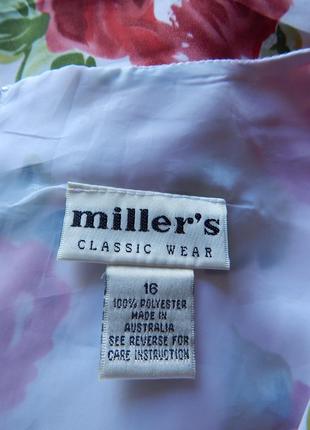 miller's
CLASSIC WEAR
16
100% POLYESTER
MADE IN
AUSTRALIA
SEE REVERSE FOR
CARE INSTRUCTION